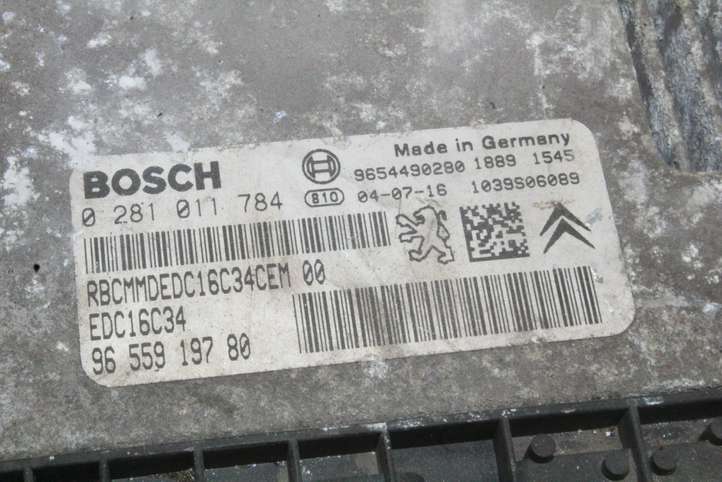 Made in Germany
BOSCH
9654490280 1889 1545
0 281 011 784
810 04-07-16 1039S06089
RBCMMDEDC16C34CEM 00
EDC16C34
96 559 197 80